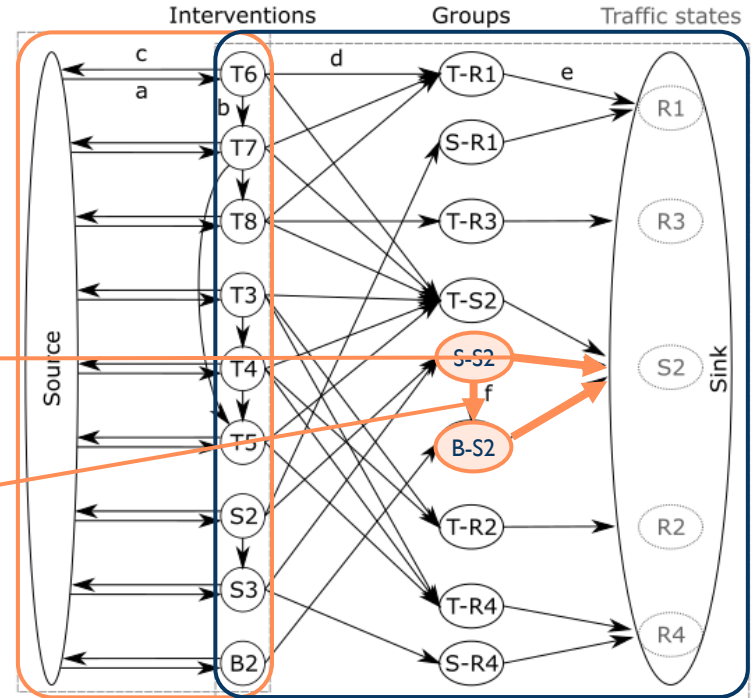 Interventions Groups Traffic states
c
a
b
d
e
f
Source
T6
T7
T8
T3
T4
T5
S2
S3
B2
T-R1
S-R1
T-R3
T-S2
S-S2
B-S2
T-R2
T-R4
S-R4
R1
R3
S2
R2
R4
Sink